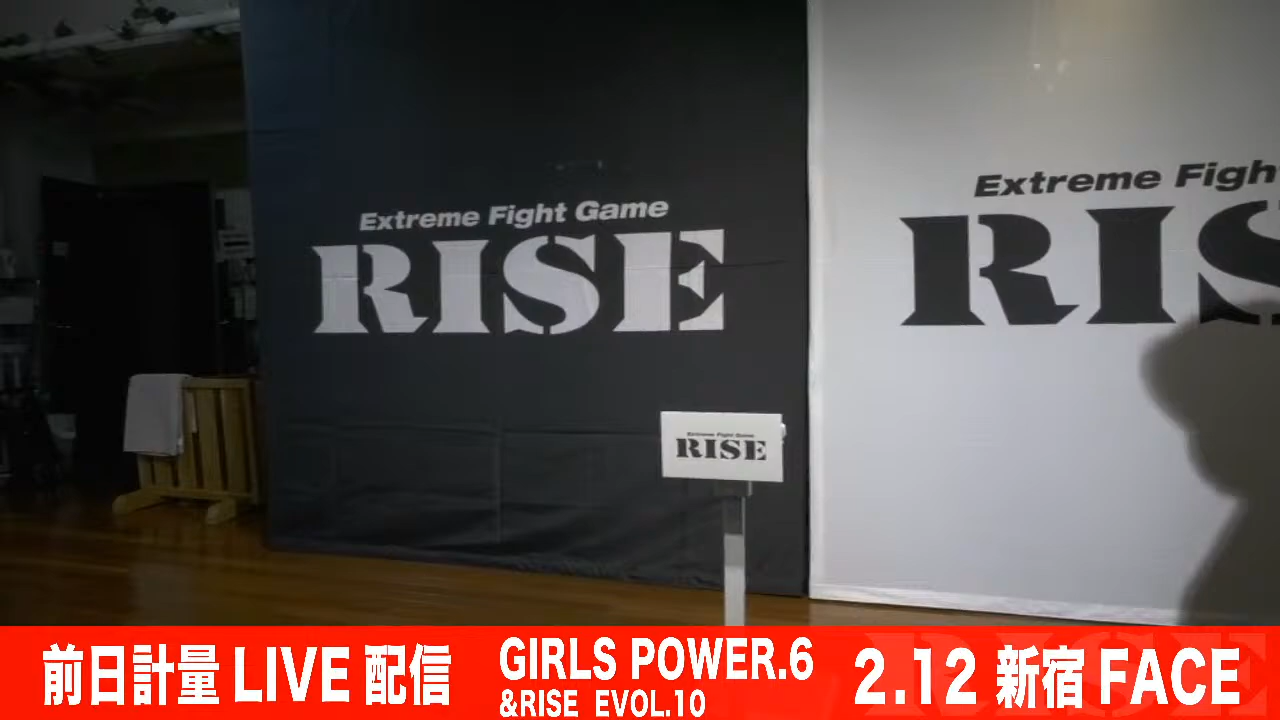 Extreme Fight Game
RISE
Extreme Figh
RIS
Extreme Fight Game
RISE
前日計量 LIVE 配信
GIRLS POWER.6
&RISE EVOL.10
2.12 新宿 FACE
RISE